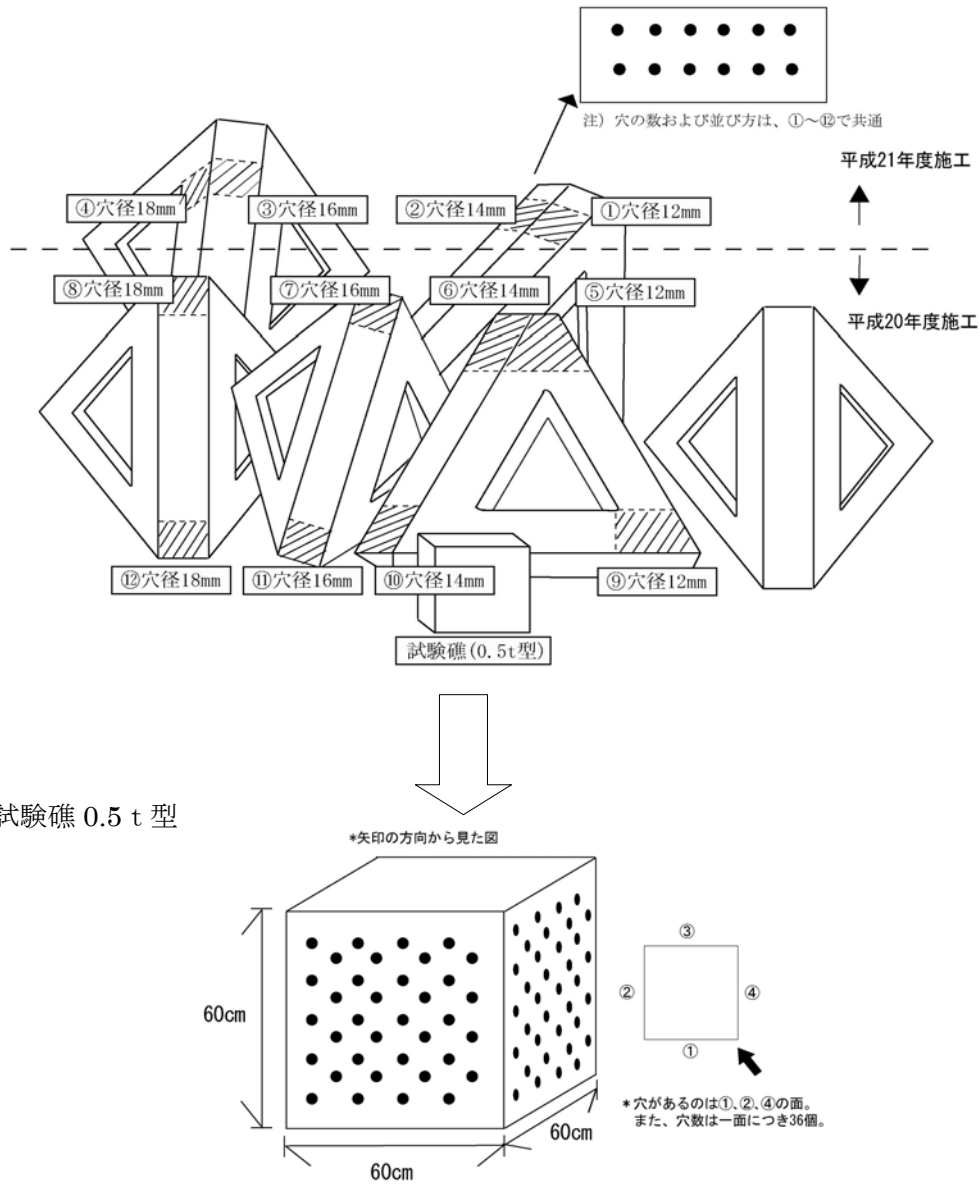 注）穴の数および並び方は、①～⑫で共通
平成21年度施工
④穴径18mm
③穴径16mm
②穴径14mm
①穴径12mm
⑧穴径18mm
⑦穴径16mm
⑥穴径14mm
⑤穴径12mm
平成20年度施工
⑫穴径18mm
⑪穴径16mm
⑩穴径14mm
⑨穴径12mm
試験礁(0.5t型)
試験礁 0.5 t 型
*矢印の方向から見た図
③
②
④
①
60cm
60cm
60cm
*穴があるのは①、②、④の面。
また、穴数は一面につき36個。